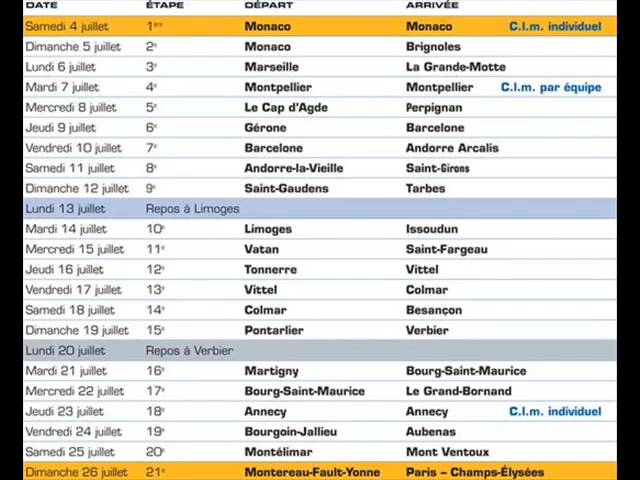 DATE ÉTAPE DÉPART ARRIVÉE
Samedi 4 juillet 1ère Monaco Monaco C.l.m. individuel
Dimanche 5 juillet 2e Monaco Brignoles
Lundi 6 juillet 3e Marseille La Grande-Motte
Mardi 7 juillet 4e Montpellier Montpellier C.l.m. par équipe
Mercredi 8 juillet 5e Le Cap d'Agde Perpignan
Jeudi 9 juillet 6e Gérone Barcelone
Vendredi 10 juillet 7e Barcelone Andorre Arcalis
Samedi 11 juillet 8e Andorre-la-Vieille Saint-Girons
Dimanche 12 juillet 9e Saint-Gaudens Tarbes
Lundi 13 juillet Repos à Limoges
Mardi 14 juillet 10e Limoges Issoudun
Mercredi 15 juillet 11e Vatan Saint-Fargeau
Jeudi 16 juillet 12e Tonnerre Vittel
Vendredi 17 juillet 13e Vittel Colmar
Samedi 18 juillet 14e Colmar Besançon
Dimanche 19 juillet 15e Pontarlier Verbier
Lundi 20 juillet Repos à Verbier
Mardi 21 juillet 16e Martigny Bourg-Saint-Maurice
Mercredi 22 juillet 17e Bourg-Saint-Maurice Le Grand-Bornand
Jeudi 23 juillet 18e Annecy Annecy C.l.m. individuel
Vendredi 24 juillet 19e Bourgoin-Jallieu Aubenas
Samedi 25 juillet 20e Montélimar Mont Ventoux
Dimanche 26 juillet 21e Montereau-Fault-Yonne Paris – Champs-Élysées